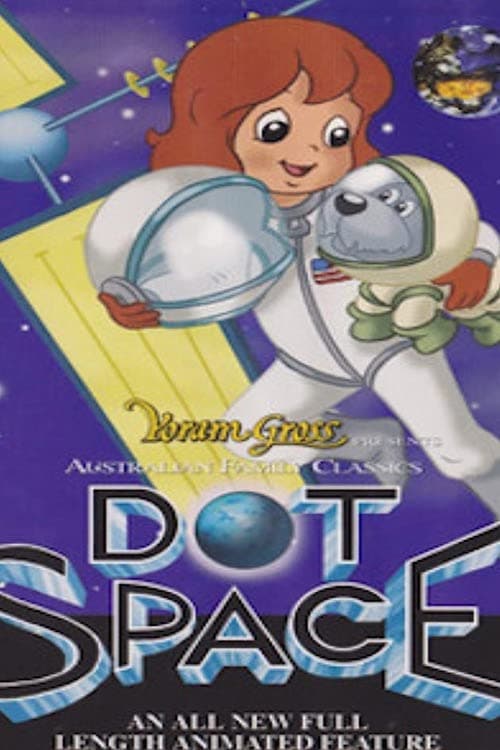 Yoram Gross PRESENTS
AUSTRALIAN FAMILY CLASSICS
DOT
SPACE
AN ALL NEW FULL
LENGTH ANIMATED FEATURE